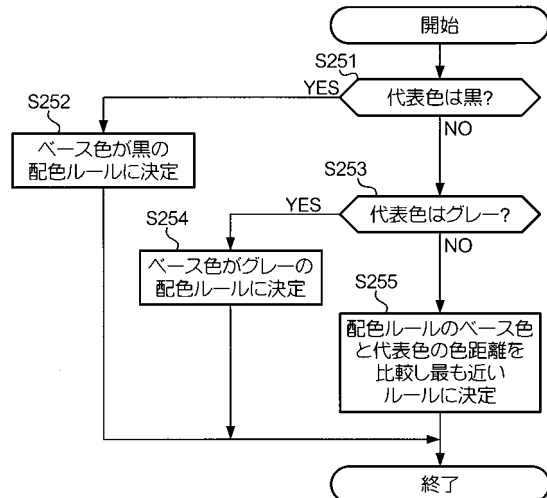 開始
S251
代表色は黒?
YES
NO
S252
ベース色が黒の
配色ルールに決定
S253
代表色はグレー?
YES
NO
S254
ベース色がグレーの
配色ルールに決定
S255
配色ルールのベース色
と代表色の色距離を
比較し最も近い
ルールに決定
終了